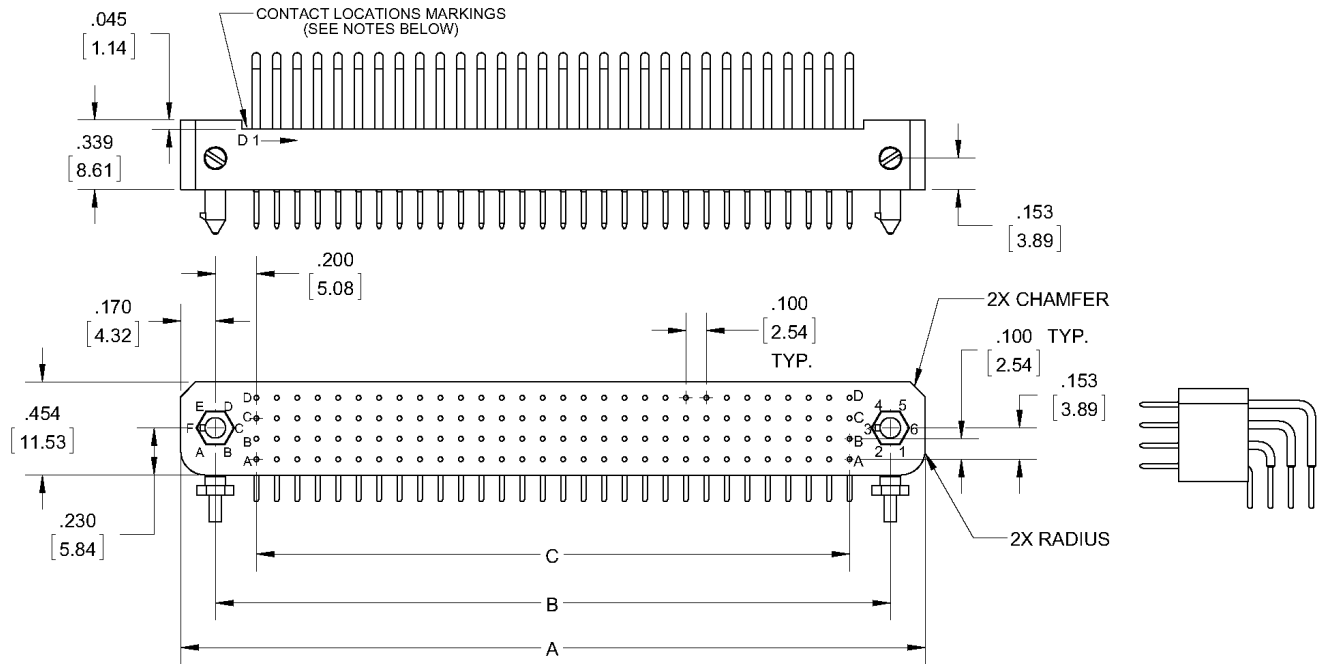 CONTACT LOCATIONS MARKINGS
(SEE NOTES BELOW)
.045
[1.14]
.339
[8.61]
D 1
.153
[3.89]
.200
[5.08]
.170
[4.32]
.100
[2.54]
TYP.
2X CHAMFER
.100 TYP.
[2.54]
.153
[3.89]
.454
[11.53]
E D
F C
A B
D
C
B
A
D
C
B
A
4 5
3 6
2 1
.230
[5.84]
2X RADIUS
C
B
A